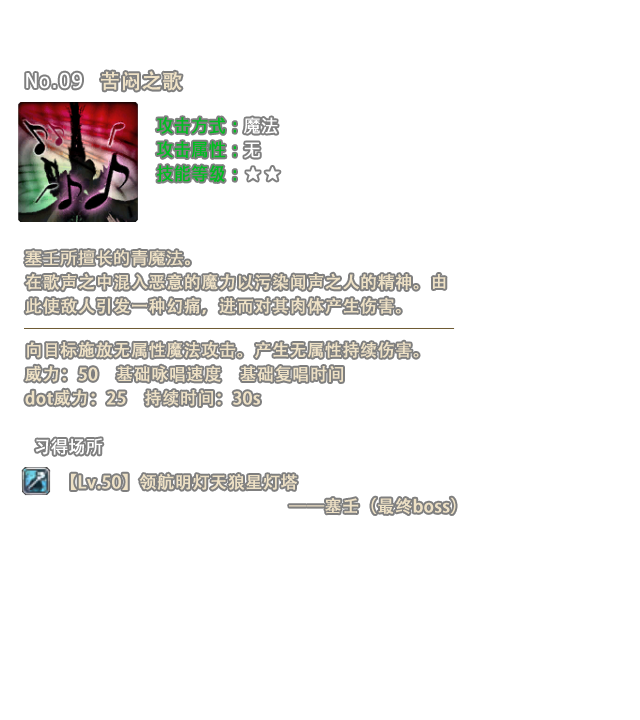 No.09 苦闷之歌
攻击方式：魔法
攻击属性：无
技能等级：☆☆
塞壬所擅长的青魔法。
在歌声之中混入恶意的魔力以污染闻声之人的精神。由
此使敌人引发一种幻痛，进而对其肉体产生伤害。
向目标施放无属性魔法攻击。产生无属性持续伤害。
威力：50 基础咏唱速度 基础复唱时间
dot威力：25 持续时间：30s
习得场所
【Lv.50】领航明灯天狼星灯塔
——塞壬（最终boss）